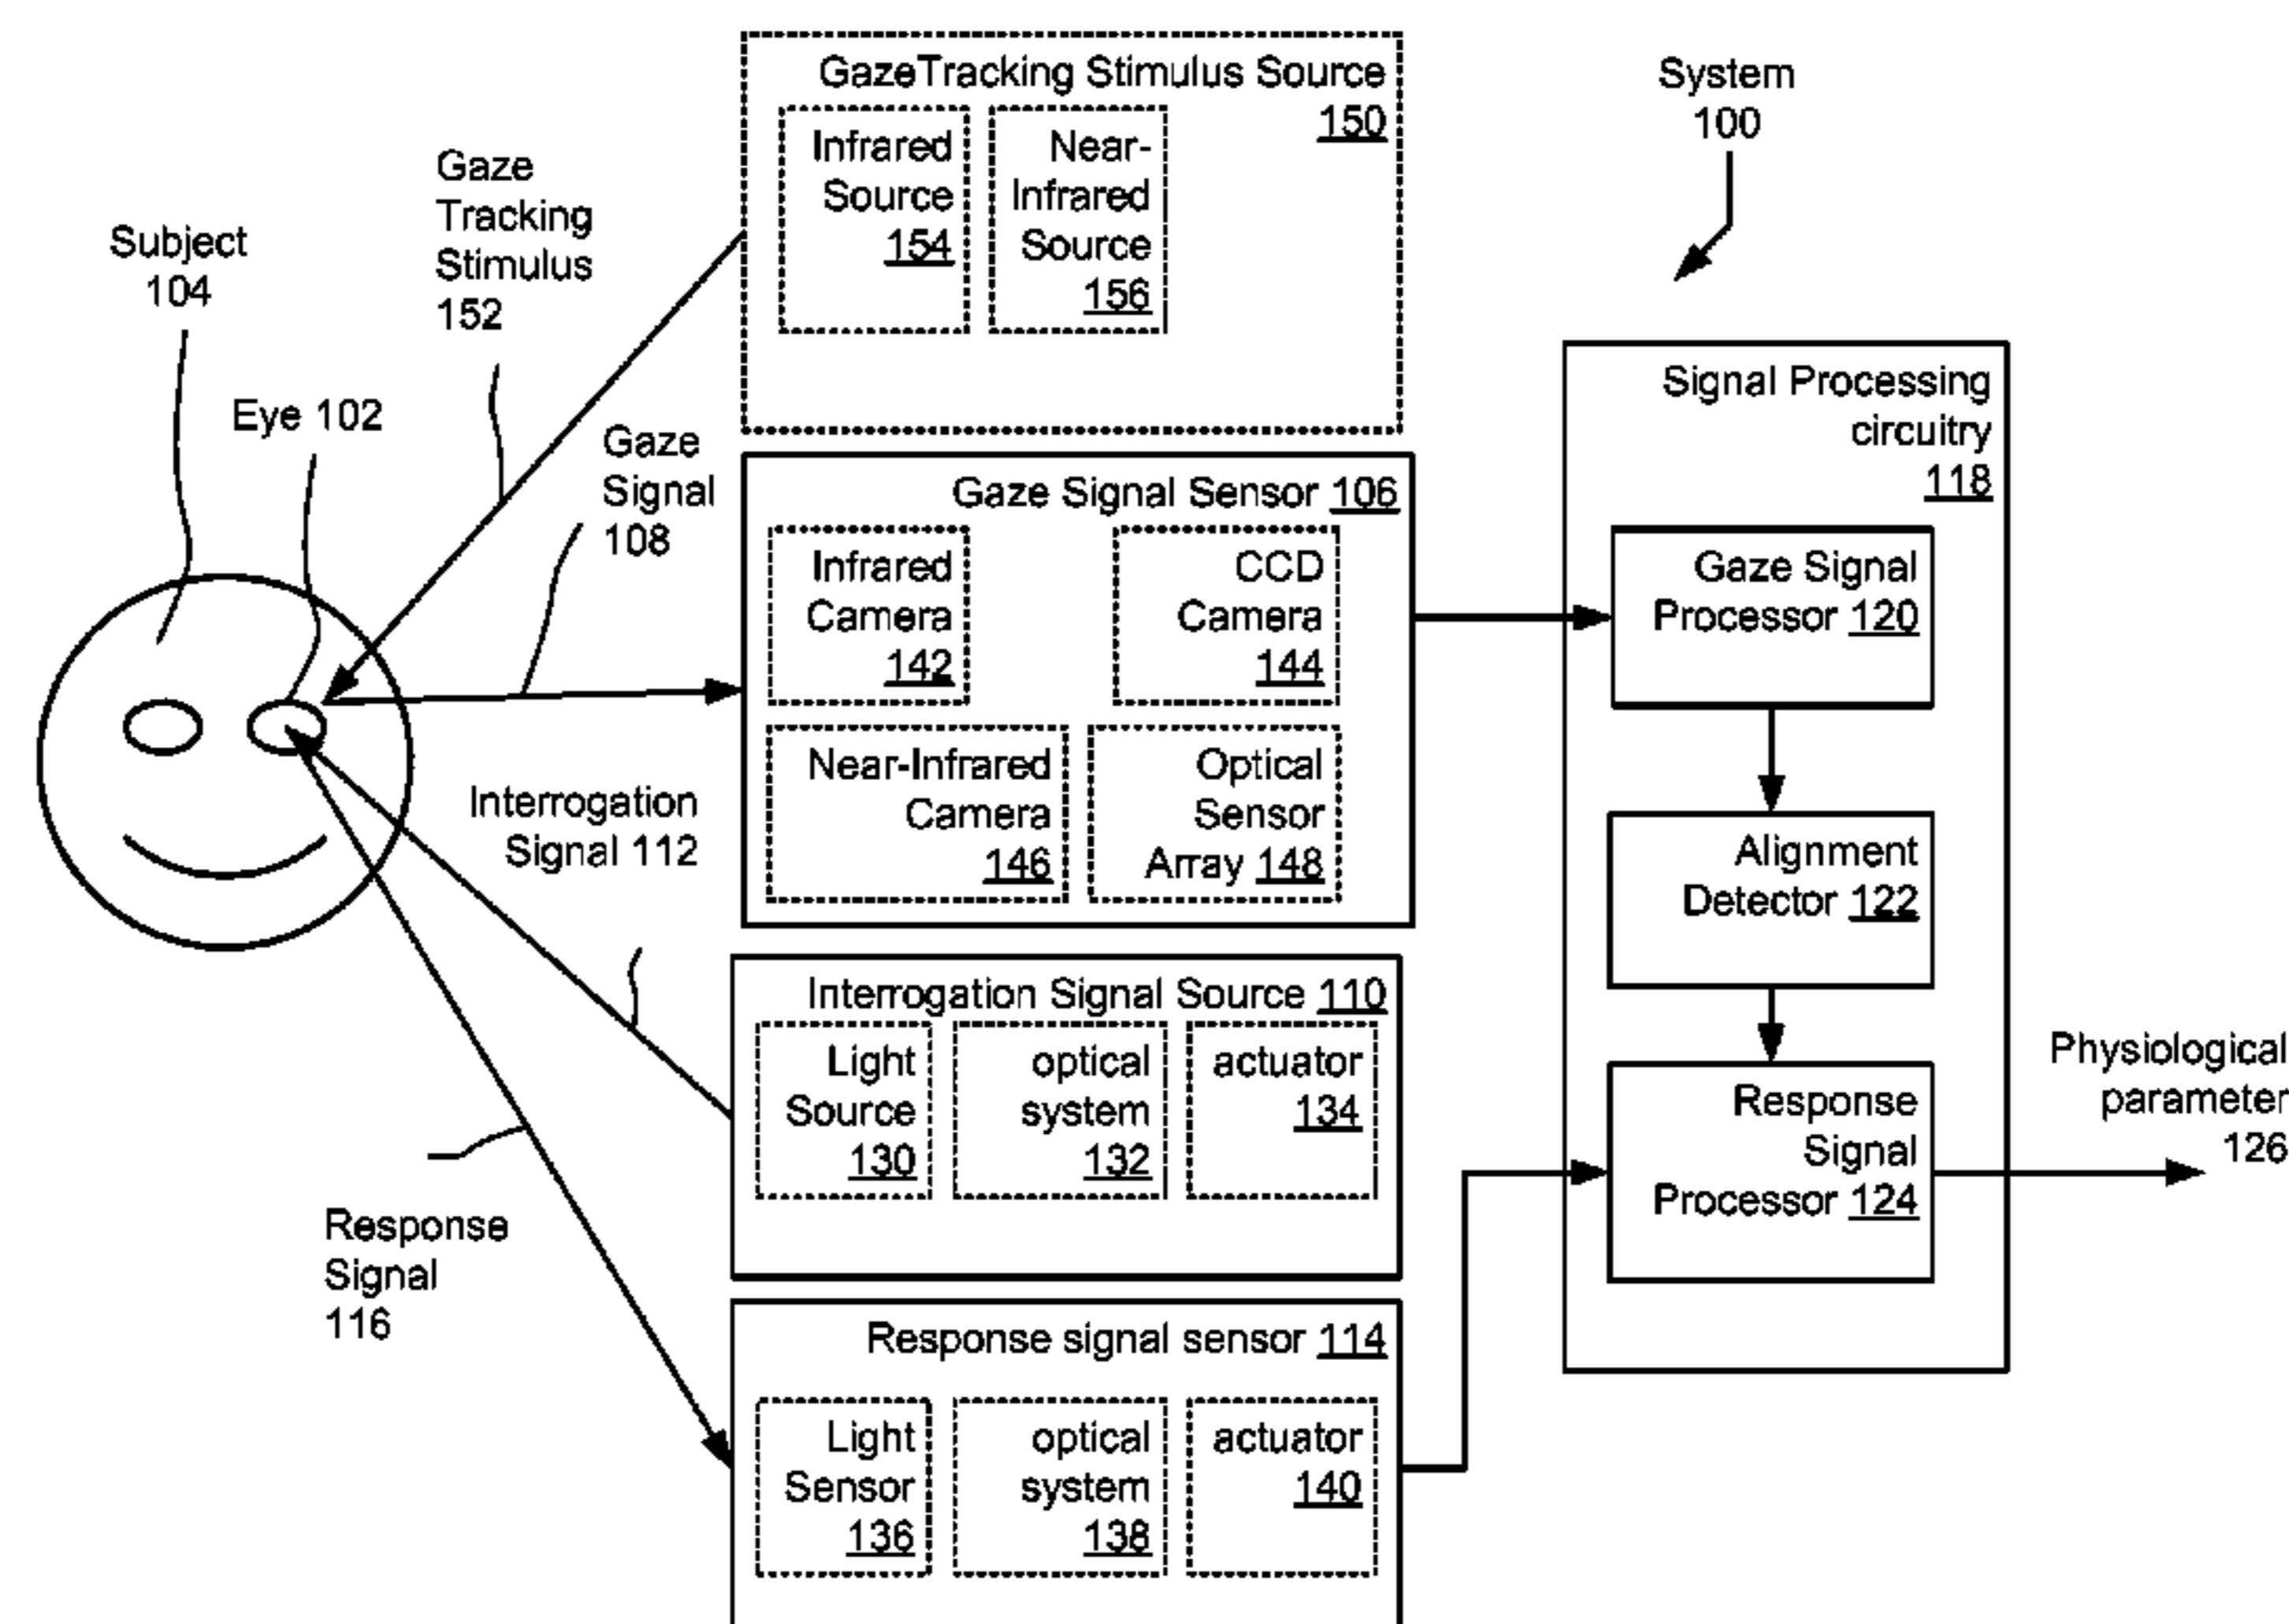 GazeTracking Stimulus Source
150
Infrared
Source
154
Near-
Infrared
Source
156
System
100
Gaze
Tracking
Stimulus
152
Subject
104
Eye 102
Gaze
Signal
108
Gaze Signal Sensor 106
Infrared
Camera
142
CCD
Camera
144
Near-Infrared
Camera
146
Optical
Sensor
Array 148
Signal Processing
circuitry
118
Gaze Signal
Processor 120
Alignment
Detector 122
Response
Signal
Processor 124
Physiological
parameter
126
Interrogation
Signal 112
Interrogation Signal Source 110
Light
Source
130
optical
system
132
actuator
134
Response
Signal
116
Response signal sensor 114
Light
Sensor
136
optical
system
138
actuator
140